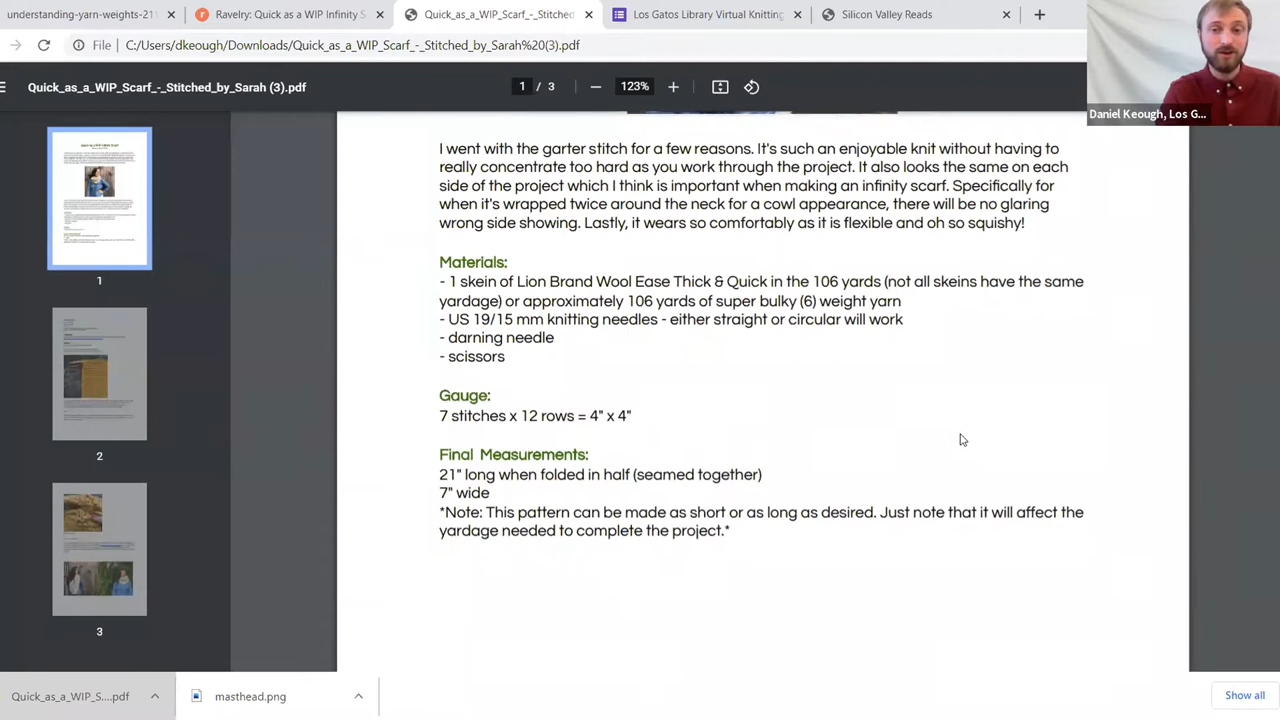 understanding-yarn-weights-211
Ravelry: Quick as a WIP Infinity S
Quick_as_a_WIP_Scarf_-_Stitched
Los Gatos Library Virtual Knitting
Silicon Valley Reads
File C:/Users/dkeough/Downloads/Quick_as_a_WIP_Scarf_-_Stitched_by_Sarah%20(3).pdf
Quick_as_a_WIP_Scarf_-_Stitched_by_Sarah (3).pdf
1 / 3
123%
Daniel Keough, Los G...
I went with the garter stitch for a few reasons. It's such an enjoyable knit without having to
really concentrate too hard as you work through the project. It also looks the same on each
side of the project which I think is important when making an infinity scarf. Specifically for
when it's wrapped twice around the neck for a cowl appearance, there will be no glaring
wrong side showing. Lastly, it wears so comfortably as it is flexible and oh so squishy!
Materials:
- 1 skein of Lion Brand Wool Ease Thick & Quick in the 106 yards (not all skeins have the same
yardage) or approximately 106 yards of super bulky (6) weight yarn
- US 19/15 mm knitting needles - either straight or circular will work
- darning needle
- scissors
Gauge:
7 stitches x 12 rows = 4" x 4"
Final Measurements:
21" long when folded in half (seamed together)
7" wide
*Note: This pattern can be made as short or as long as desired. Just note that it will affect the
yardage needed to complete the project.*
1
2
3
Quick_as_a_WIP_S....pdf
masthead.png
Show all